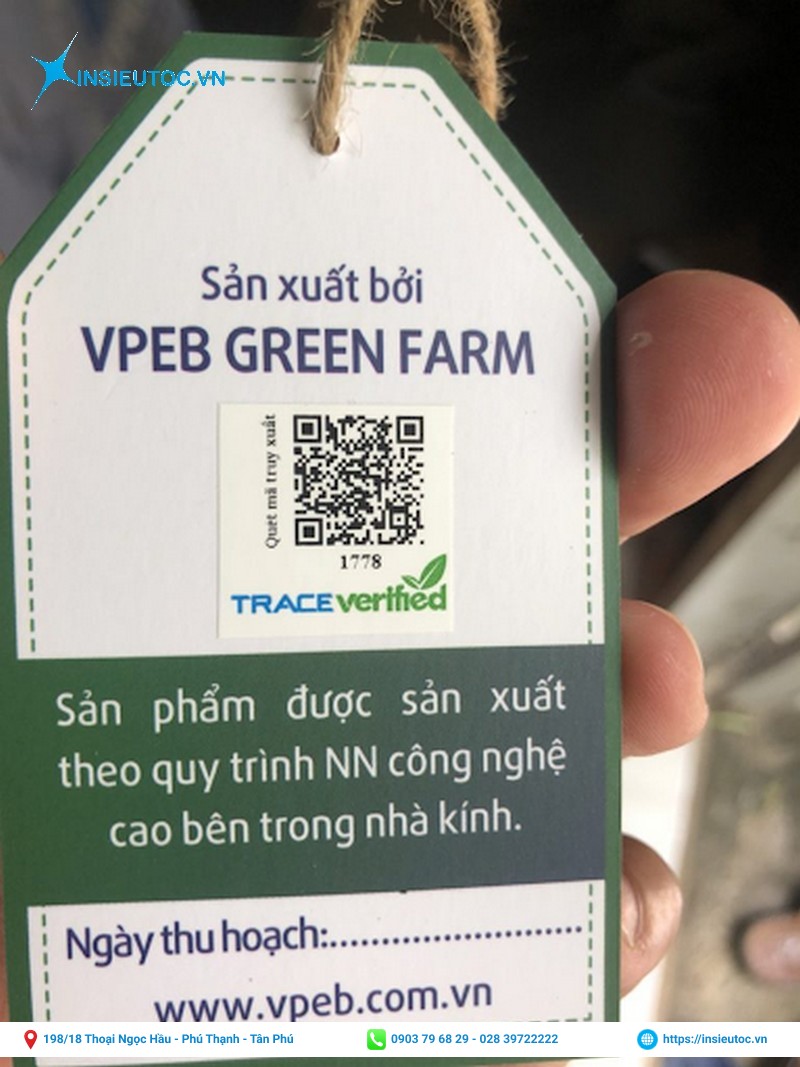 INSIEUTOC.VN
Sản xuất bởi
VPEB GREEN FARM
Quét mã truy xuất
1778
TRACE verified
Sản phẩm được sản xuất
theo quy trình NN công nghệ
cao bên trong nhà kính.
Ngày thu hoạch:........................
www.vpeb.com.vn
198/18 Thoại Ngọc Hầu - Phú Thạnh - Tân Phú
0903 79 68 29 - 028 39722222
https://insieutoc.vn